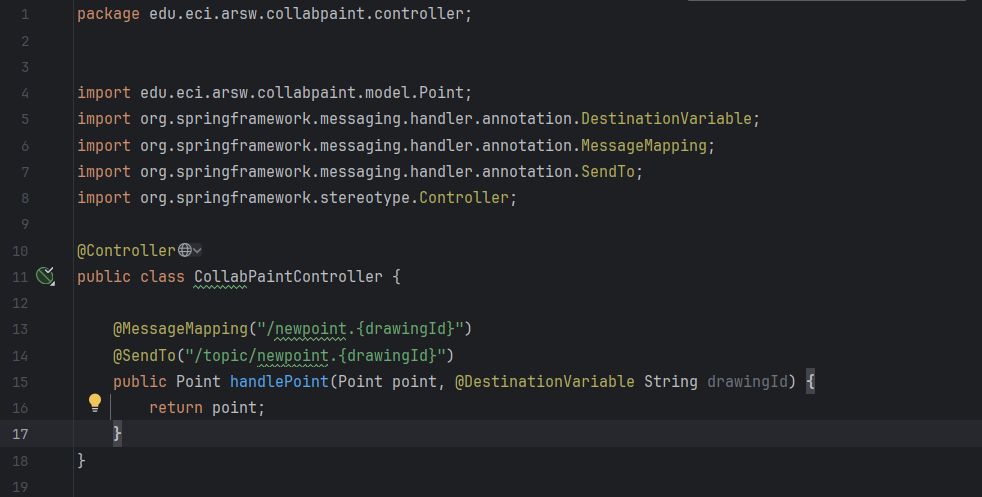 1 package edu.eci.arsw.collabpaint.controller;
2
3
4 import edu.eci.arsw.collabpaint.model.Point;
5 import org.springframework.messaging.handler.annotation.DestinationVariable;
6 import org.springframework.messaging.handler.annotation.MessageMapping;
7 import org.springframework.messaging.handler.annotation.SendTo;
8 import org.springframework.stereotype.Controller;
9
10 @Controller
11 public class CollabPaintController {
12
13     @MessageMapping("/newpoint.{drawingId}")
14     @SendTo("/topic/newpoint.{drawingId}")
15     public Point handlePoint(Point point, @DestinationVariable String drawingId) {
16         return point;
17     }
18 }
19